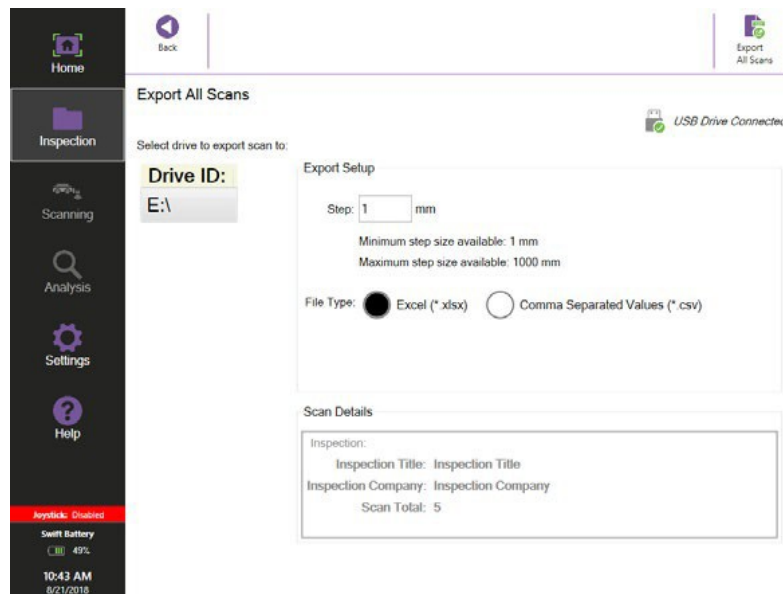 Home
Inspection
Scanning
Analysis
Settings
Help
Joystick: Disabled
Swift Battery
49%
10:43 AM
8/21/2018
Back
Export
All Scans
Export All Scans
USB Drive Connected
Select drive to export scan to:
Drive ID:
E:\
Export Setup
Step: 1 mm
Minimum step size available: 1 mm
Maximum step size available: 1000 mm
File Type: Excel (*.xlsx) Comma Separated Values (*.csv)
Scan Details
Inspection:
Inspection Title: Inspection Title
Inspection Company: Inspection Company
Scan Total: 5